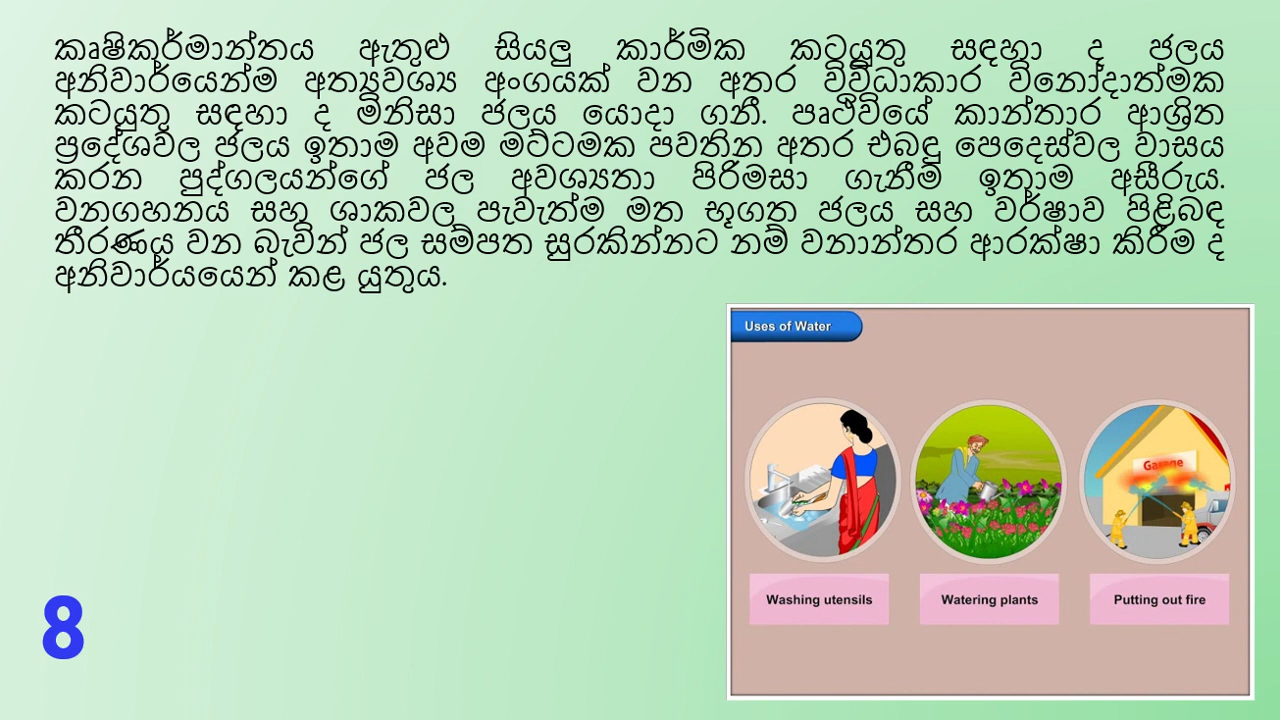 කෘෂිකර්මාන්තය ඇතුළු සියලු කාර්මික කටයුතු සඳහා ද ජලය
අනිවාර්යෙන්ම අත්‍යවශ්‍ය අංගයක් වන අතර විවිධාකාර විනෝදාත්මක
කටයුතු සඳහා ද මිනිසා ජලය යොදා ගනී. පෘථිවියේ කාන්තාර ආශ්‍රිත
ප්‍රදේශවල ජලය ඉතාම අවම මට්ටමක පවතින අතර එබඳු පෙදෙස්වල වාසය
කරන පුද්ගලයන්ගේ ජල අවශ්‍යතා පිරිමසා ගැනීම ඉතාම අසීරුය.
වනගහනය සහ ශාකවල පැවැත්ම මත භූගත ජලය සහ වර්ෂාව පිළිබඳ
තීරණය වන බැවින් ජල සම්පත සුරකින්නට නම් වනාන්තර ආරක්ෂා කිරීම ද
අනිවාර්යයෙන් කළ යුතුය.
Uses of Water
Garage
Washing utensils
Watering plants
Putting out fire
8